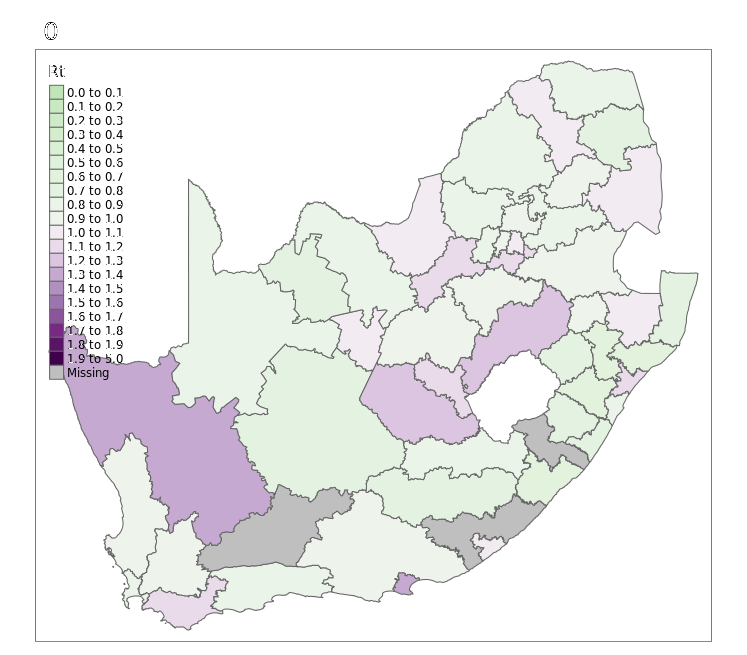 0
Rt
0.0 to 0.1
0.1 to 0.2
0.2 to 0.3
0.3 to 0.4
0.4 to 0.5
0.5 to 0.6
0.6 to 0.7
0.7 to 0.8
0.8 to 0.9
0.9 to 1.0
1.0 to 1.1
1.1 to 1.2
1.2 to 1.3
1.3 to 1.4
1.4 to 1.5
1.5 to 1.6
1.6 to 1.7
1.7 to 1.8
1.8 to 1.9
1.9 to 5.0
Missing